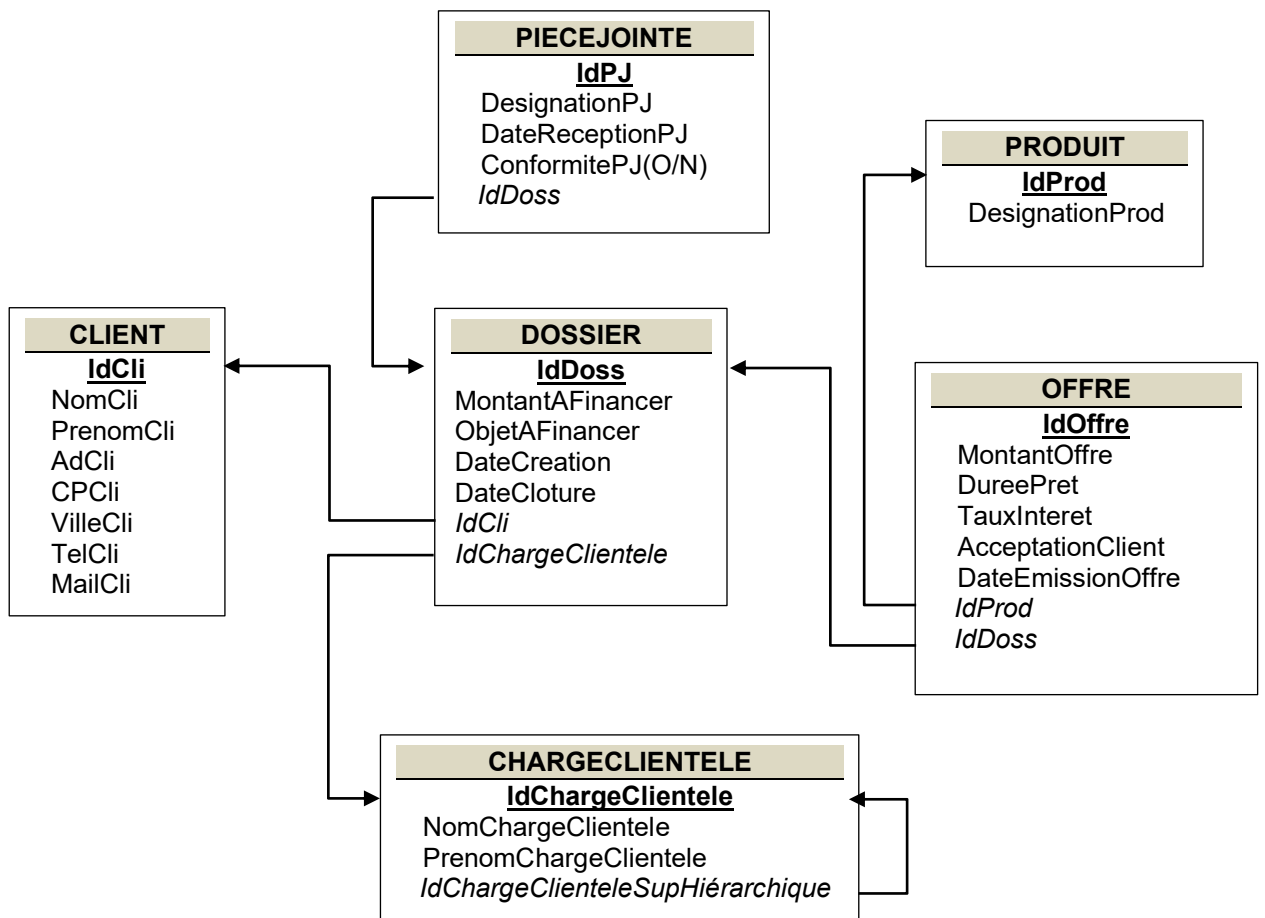 PIECEJOINTE
IdPJ
DesignationPJ
DateReceptionPJ
ConformitePJ(O/N)
IdDoss
PRODUIT
IdProd
DesignationProd
CLIENT
IdCli
NomCli
PrenomCli
AdCli
CPCli
VilleCli
TelCli
MailCli
DOSSIER
IdDoss
MontantAFinancer
ObjetAFinancer
DateCreation
DateCloture
IdCli
IdChargeClientele
OFFRE
IdOffre
MontantOffre
DureePret
TauxInteret
AcceptationClient
DateEmissionOffre
IdProd
IdDoss
CHARGECLIENTELE
IdChargeClientele
NomChargeClientele
PrenomChargeClientele
IdChargeClienteleSupHiérarchique